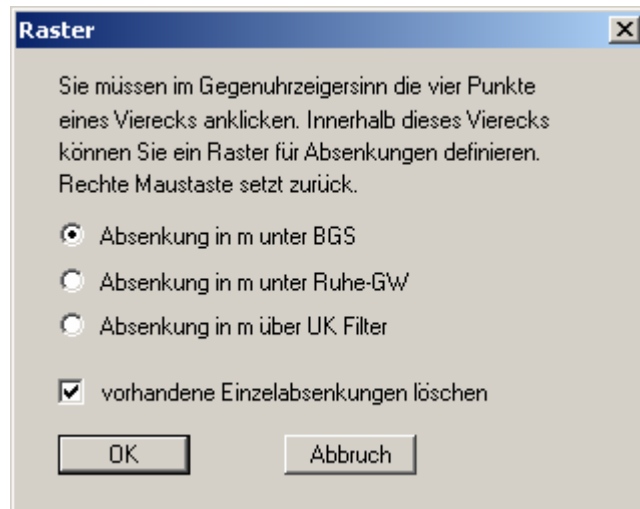 Raster
Sie müssen im Gegenuhrzeigersinn die vier Punkte
eines Vierecks anklicken. Innerhalb dieses Vierecks
können Sie ein Raster für Absenkungen definieren.
Rechte Maustaste setzt zurück.
Absenkung in m unter BGS
Absenkung in m unter Ruhe-GW
Absenkung in m über UK Filter
vorhandene Einzelabsenkungen löschen
OK
Abbruch